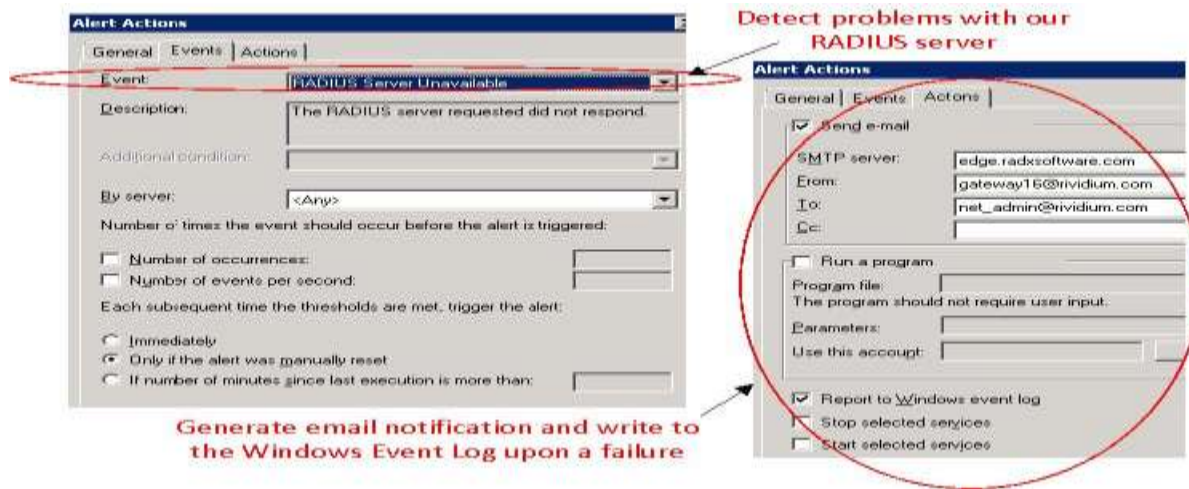 Detect problems with our
RADIUS server
Alert Actions
General
Events
Actions
Event:
RADIUS Server Unavailable
Description:
The RADIUS server requested did not respond.
Additional condition:
By server:
<Any>
Number of times the event should occur before the alert is triggered:
Number of occurrences:
Number of events per second:
Each subsequent time the thresholds are met, trigger the alert:
Immediately
Only if the alert was manually reset
If number of minutes since last execution is more than:
Generate email notification and write to
the Windows Event Log upon a failure
Alert Actions
General
Events
Actions
Send e-mail
SMTP server:
edge.radxsoftware.com
From:
gateway16@rividium.com
To:
net_admin@rividium.com
Cc:
Run a program
Program file:
The program should not require user input.
Parameters:
Use this account:
Report to Windows event log
Stop selected services
Start selected services